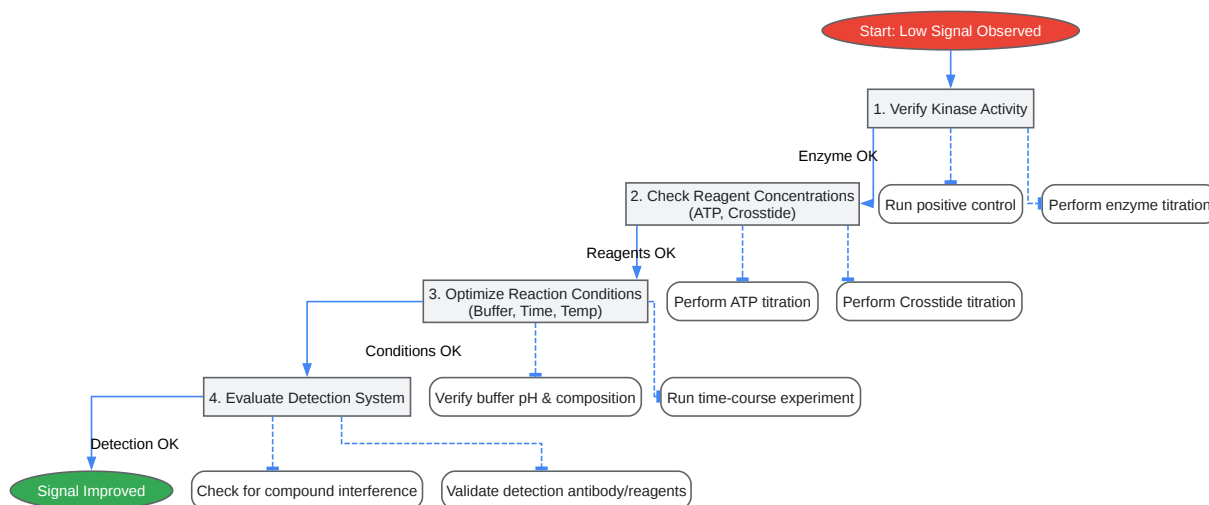 Start: Low Signal Observed
1. Verify Kinase Activity
Enzyme OK
2. Check Reagent Concentrations
(ATP, Crosstide)
Run positive control
Perform enzyme titration
Reagents OK
3. Optimize Reaction Conditions
(Buffer, Time, Temp)
Perform ATP titration
Perform Crosstide titration
Conditions OK
4. Evaluate Detection System
Verify buffer pH & composition
Run time-course experiment
Detection OK
Signal Improved
Check for compound interference
Validate detection antibody/reagents